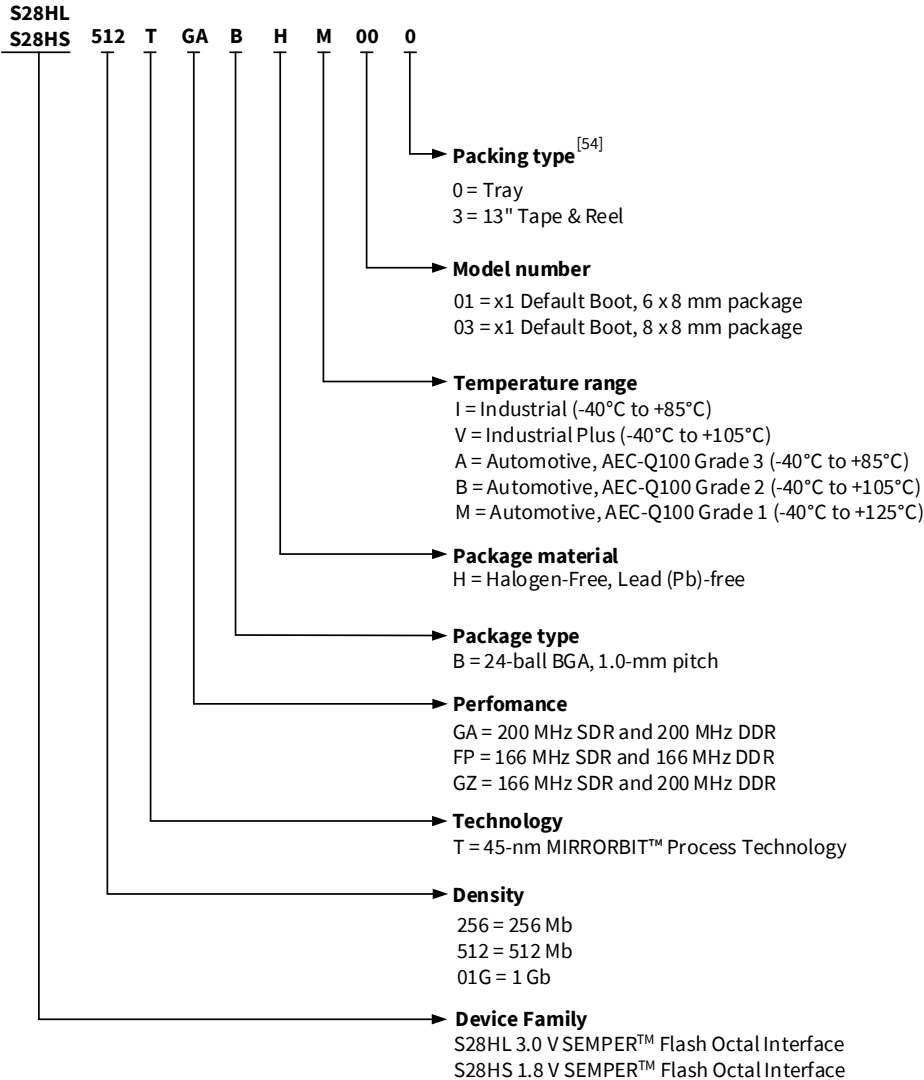 S28HL
S28HS 512 T GA B H M 00 0
Packing type[54]
0 = Tray
3 = 13" Tape & Reel
Model number
01 = x1 Default Boot, 6 x 8 mm package
03 = x1 Default Boot, 8 x 8 mm package
Temperature range
I = Industrial (-40°C to +85°C)
V = Industrial Plus (-40°C to +105°C)
A = Automotive, AEC-Q100 Grade 3 (-40°C to +85°C)
B = Automotive, AEC-Q100 Grade 2 (-40°C to +105°C)
M = Automotive, AEC-Q100 Grade 1 (-40°C to +125°C)
Package material
H = Halogen-Free, Lead (Pb)-free
Package type
B = 24-ball BGA, 1.0-mm pitch
Perfomance
GA = 200 MHz SDR and 200 MHz DDR
FP = 166 MHz SDR and 166 MHz DDR
GZ = 166 MHz SDR and 200 MHz DDR
Technology
T = 45-nm MIRRORBIT™ Process Technology
Density
256 = 256 Mb
512 = 512 Mb
01G = 1 Gb
Device Family
S28HL 3.0 V SEMPER™ Flash Octal Interface
S28HS 1.8 V SEMPER™ Flash Octal Interface